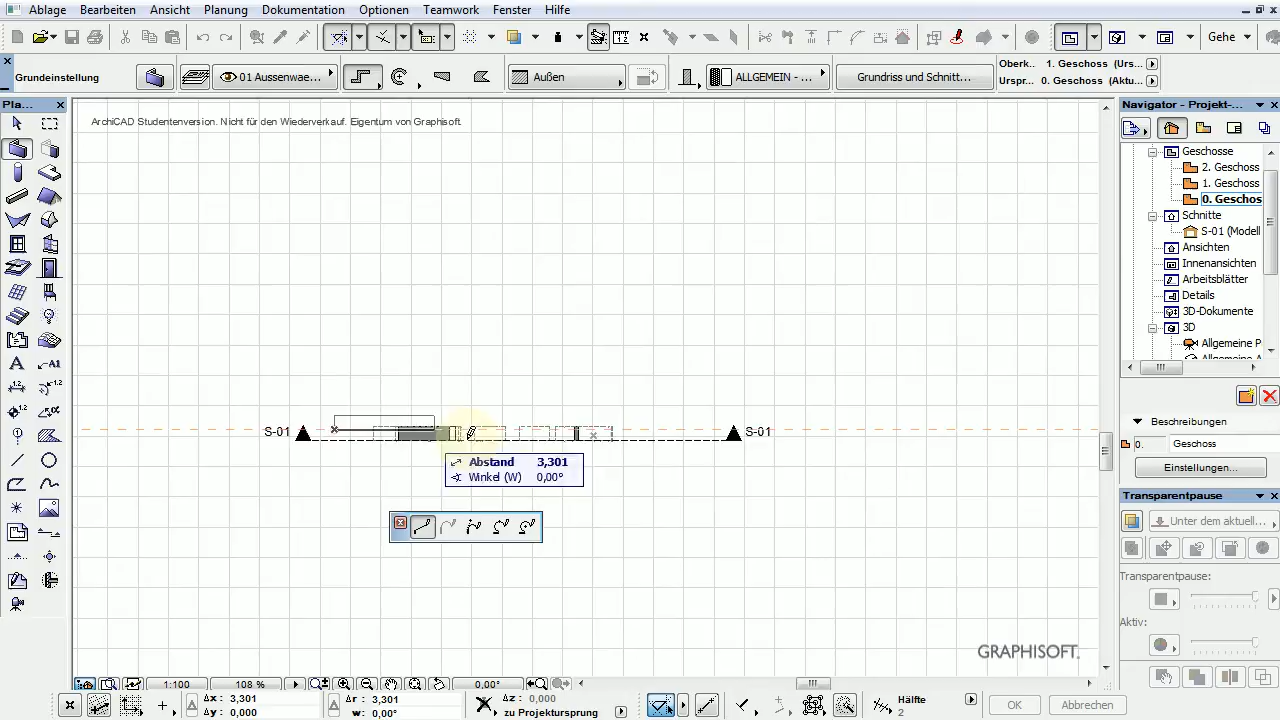 Ablage Bearbeiten Ansicht Planung Dokumentation Optionen Teamwork Fenster Hilfe
Gehe
Grundeinstellung
01 Aussenwae...
Außen
ALLGEMEIN - ...
Grundriss und Schnitt...
Oberk... 1. Geschoss (Urs...
Urspr... 0. Geschoss (Aktu...
Pla...
ArchiCAD Studentenversion. Nicht für den Wiederverkauf. Eigentum von Graphisoft.
S-01
S-01
Abstand 3,301
Winkel (W) 0,00°
GRAPHISOFT.
Navigator - Projekt-...
Geschosse
2. Geschoss
1. Geschoss
0. Geschos
Schnitte
S-01 (Modell
Ansichten
Innenansichten
Arbeitsblätter
Details
3D-Dokumente
3D
Allgemeine P
Beschreibungen
0. Geschoss
Einstellungen...
Transparentpause
Unter dem aktuell...
Transparentpause:
Aktiv:
1:100 108 % 0,00°
Δx: 3,301
Δy: 0,000
Δr: 3,301
w: 0,00°
Δz: 0,000
zu Projektursprung
Hälfte
2
OK Abbrechen